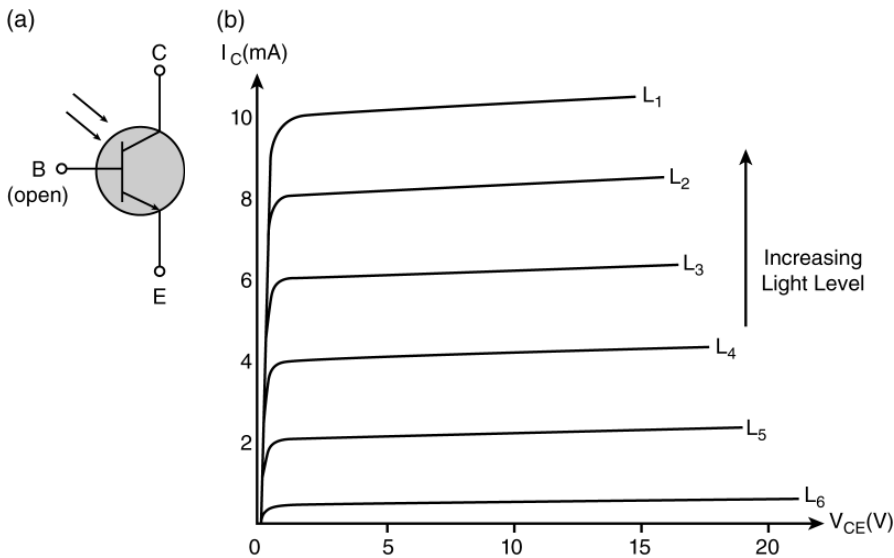 (a)
C
B
(open)
E
(b)
I_C(mA)
10
8
6
4
2
0
5
10
15
20
V_CE(V)
L_1
L_2
L_3
L_4
L_5
L_6
Increasing
Light Level